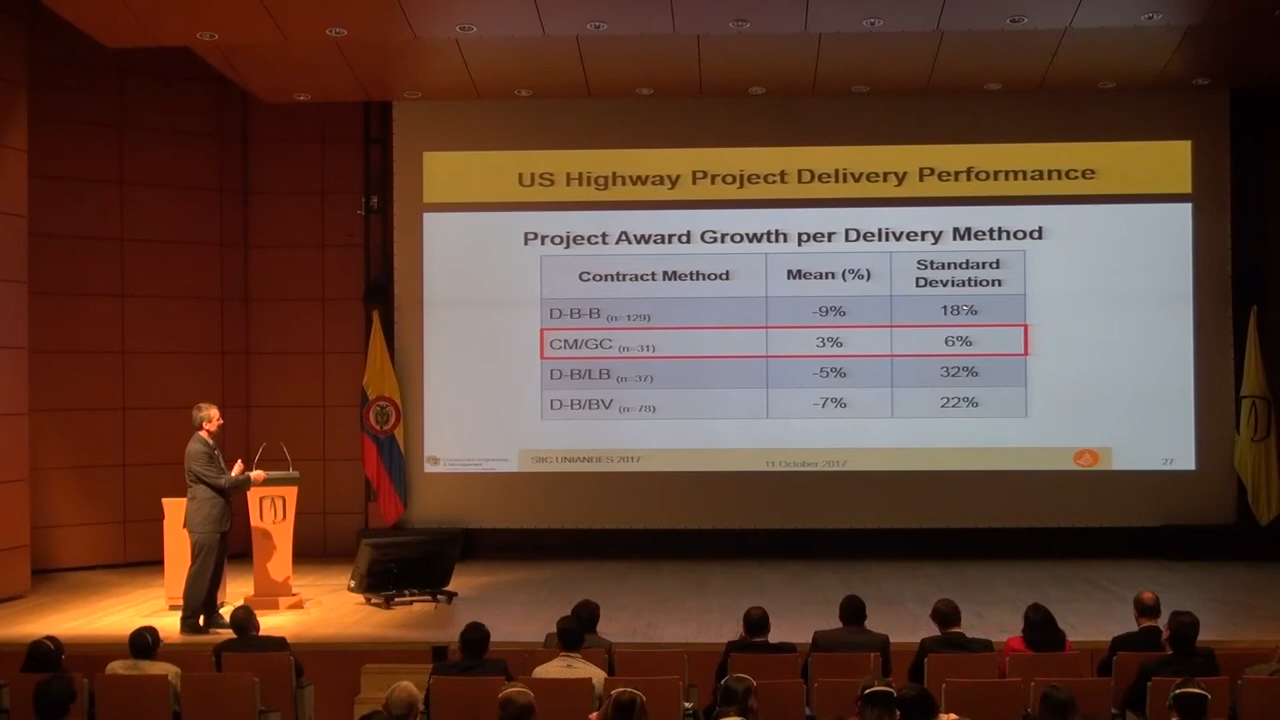 US Highway Project Delivery Performance
Project Award Growth per Delivery Method
Contract Method Mean (%) Standard Deviation
D-B-B (n=129) -9% 18%
CM/GC (n=31) 3% 6%
D-B/LB (n=37) -5% 32%
D-B/BV (n=78) -7% 22%
& Management
SIIC UNIANDES 2017 11 October 2017 27